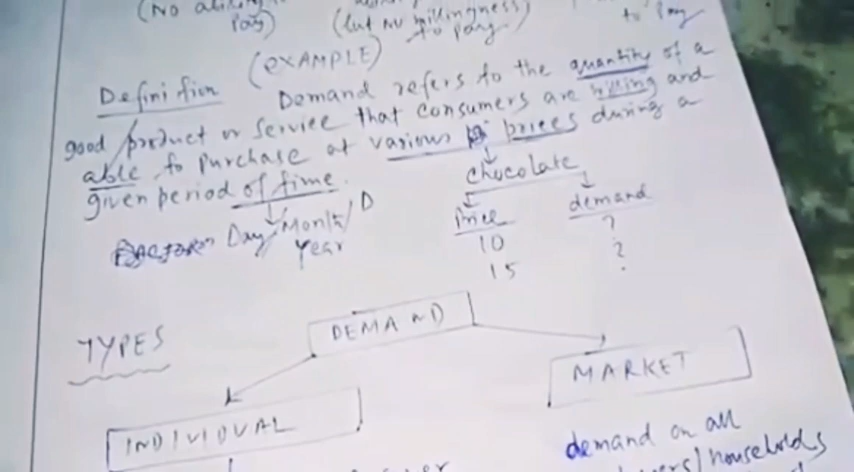 (No
Pay) (but no willingness) to pay
to pay
(EXAMPLE)
Definition Demand refers to the quantity of a
good/product or service that consumers are willing and
able to purchase at various prices during a
given period of time.
chocolate
Day/Month/
Year
Price demand
10 ?
15 ?
TYPES
DEMAND
INDIVIDUAL
MARKET
demand on all
households